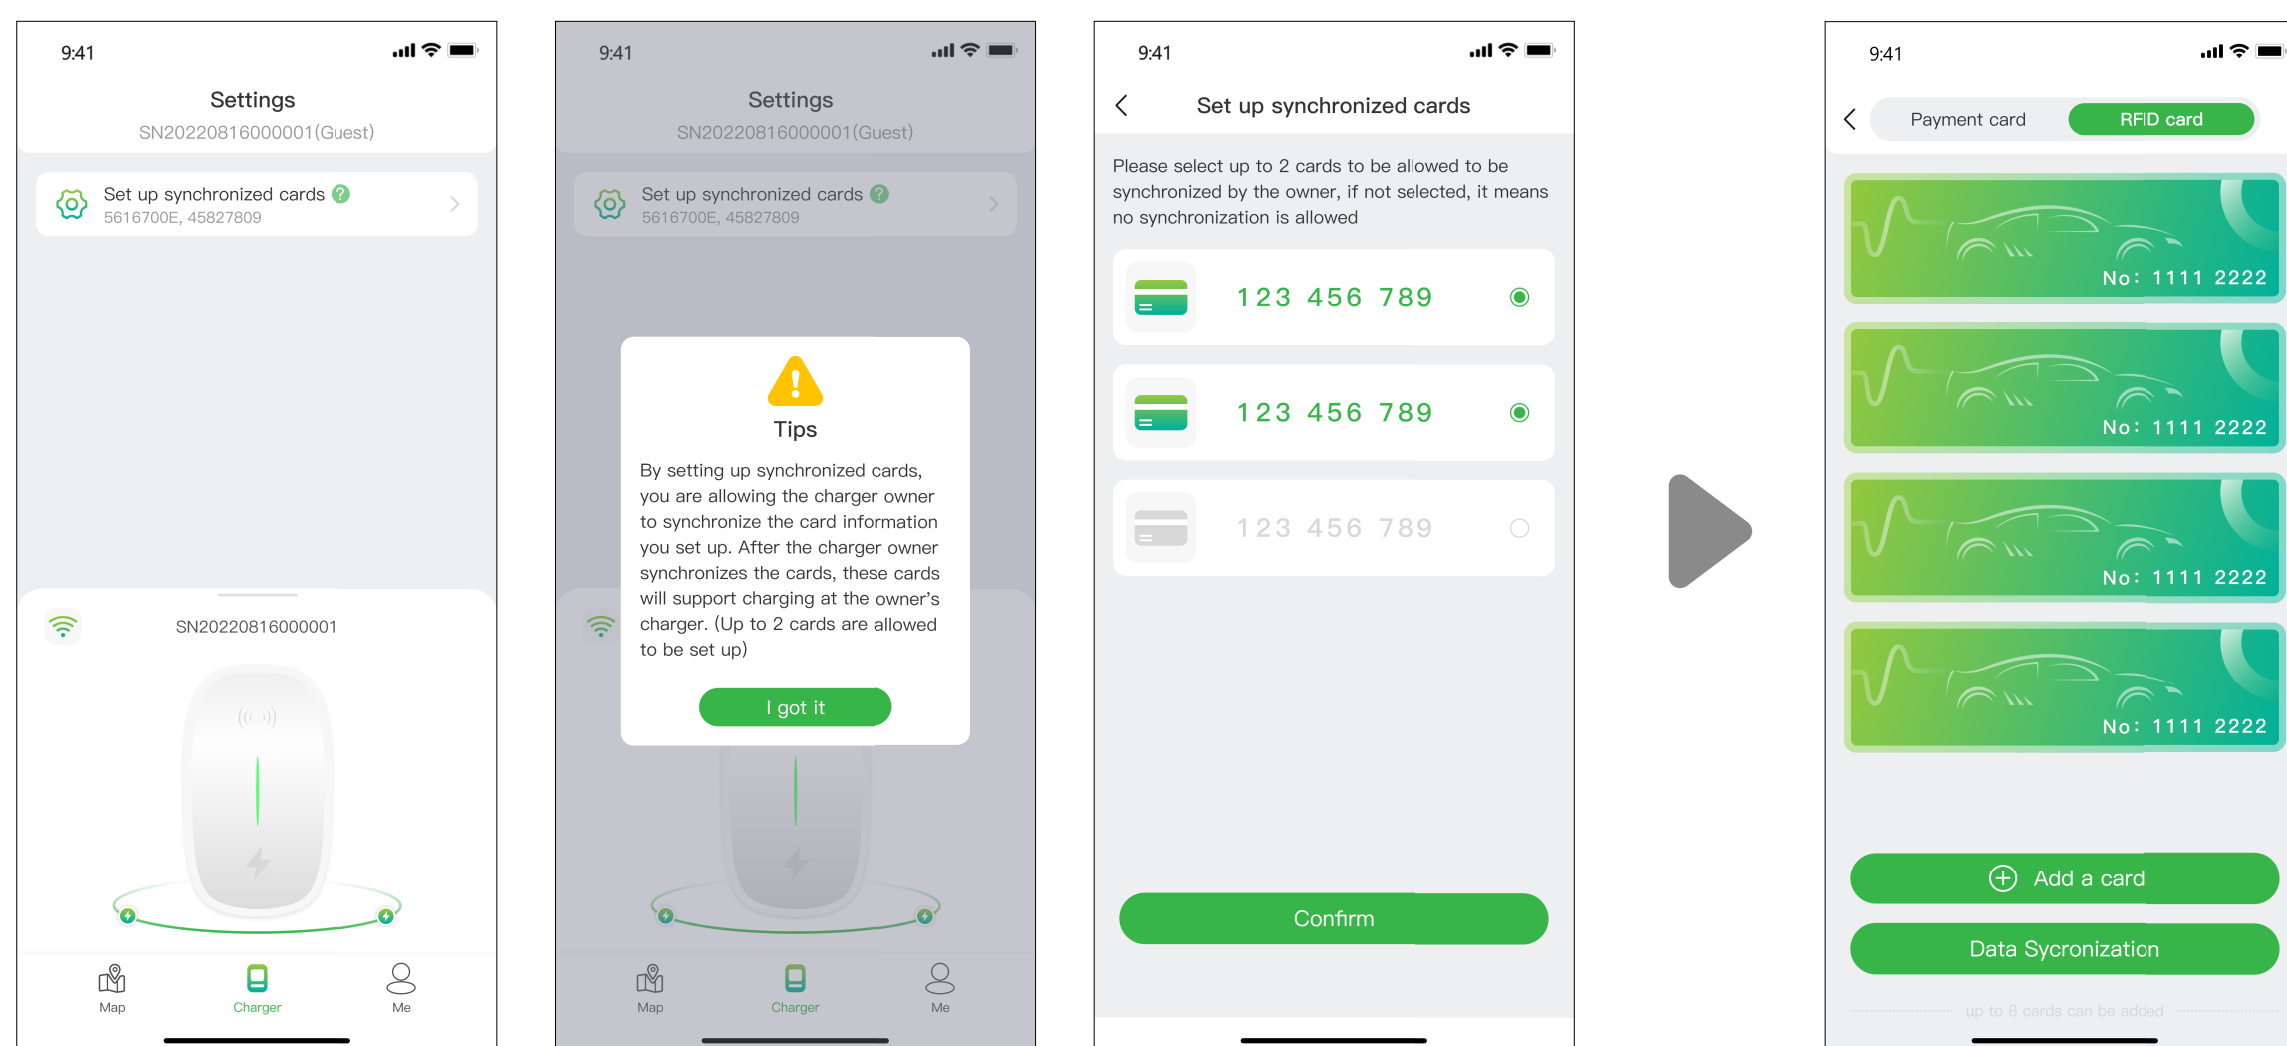 9:41
Settings
SN20220816000001(Guest)
Set up synchronized cards ?
5616700E, 45827809
SN20220816000001
Map
Charger
Me
9:41
Settings
SN20220816000001(Guest)
Set up synchronized cards ?
5616700E, 45827809
Tips
By setting up synchronized cards,
you are allowing the charger owner
to synchronize the card information
you set up. After the charger owner
synchronizes the cards, these cards
will support charging at the owner's
charger. (Up to 2 cards are allowed
to be set up)
I got it
Map
Charger
Me
9:41
Set up synchronized cards
Please select up to 2 cards to be allowed to be
synchronized by the owner, if not selected, it means
no synchronization is allowed
123 456 789
123 456 789
123 456 789
Confirm
9:41
Payment card
RFID card
No: 1111 2222
No: 1111 2222
No: 1111 2222
No: 1111 2222
Add a card
Data Sycronization
up to 8 cards can be added